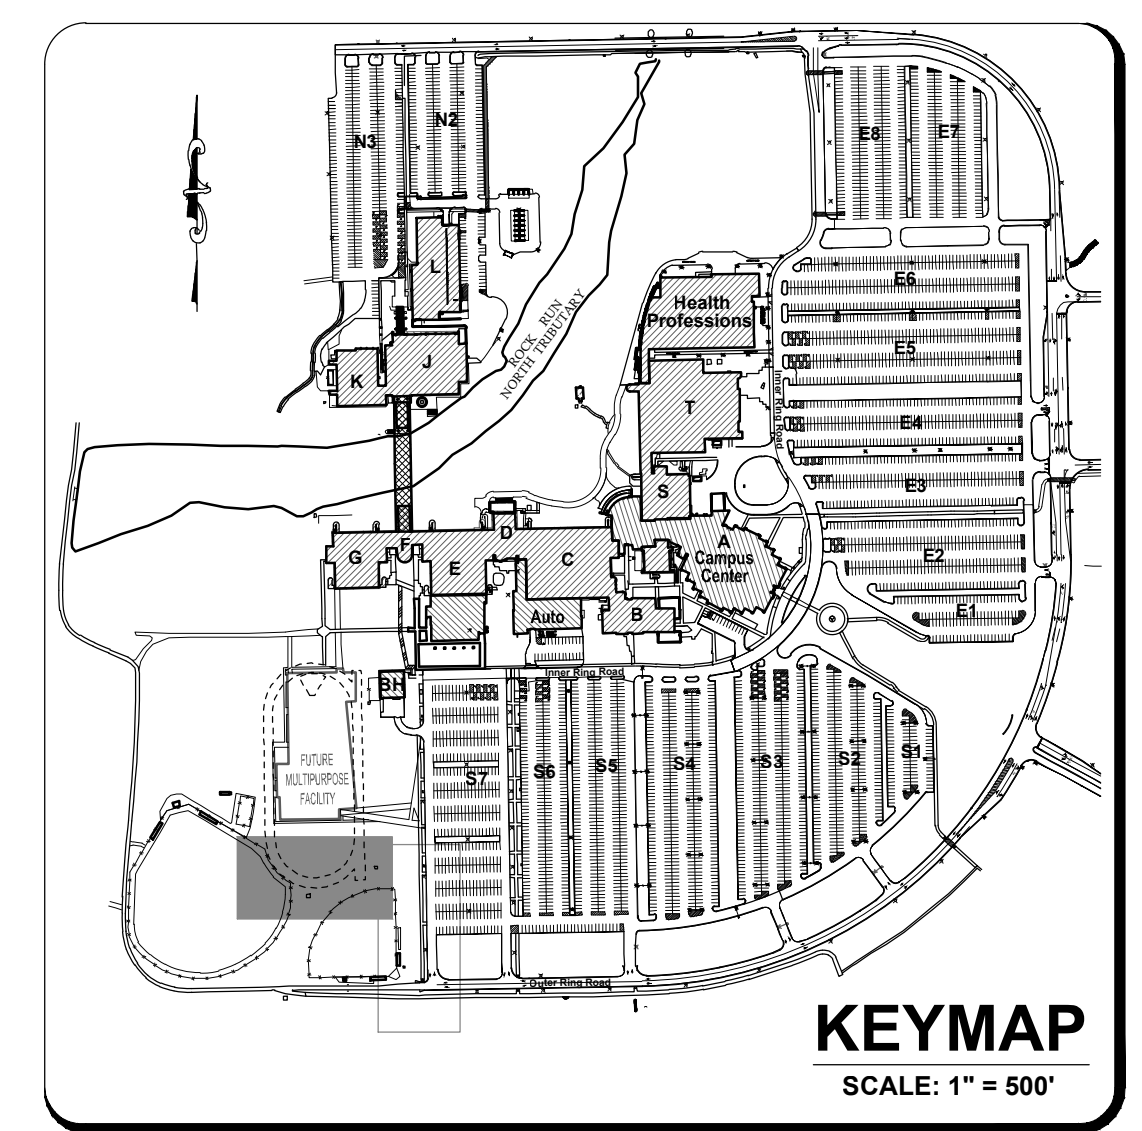 N3
N2
E8
E7
L
E6
Health
Professions
ROCK RUN
NORTH TRIBUTARY
E5
J
K
Inner Ring Road
T
E4
S
E3
D
F
G
E
C
A
Campus
Center
E2
Auto
B
E1
Inner Ring Road
BH
FUTURE
MULTIPURPOSE
FACILITY
S7
S6
S5
S4
S3
S2
S1
Outer Ring Road
KEYMAP
SCALE: 1" = 500'